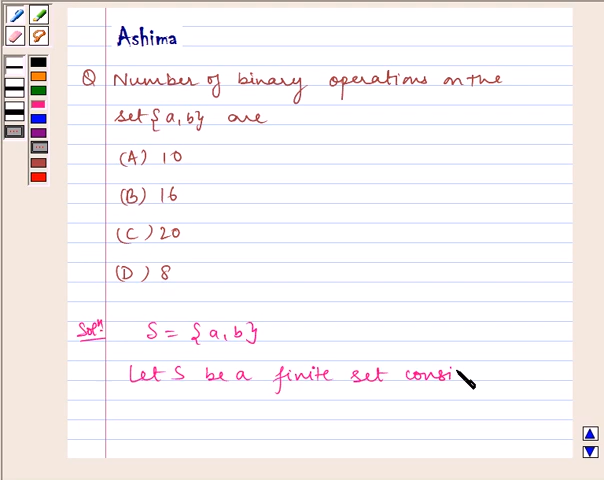 Ashima
Q Number of binary operations on the
set {a, b} are
(A) 10
(B) 16
(C) 20
(D) 8
Solⁿ. S = {a, b}
Let S be a finite set consi